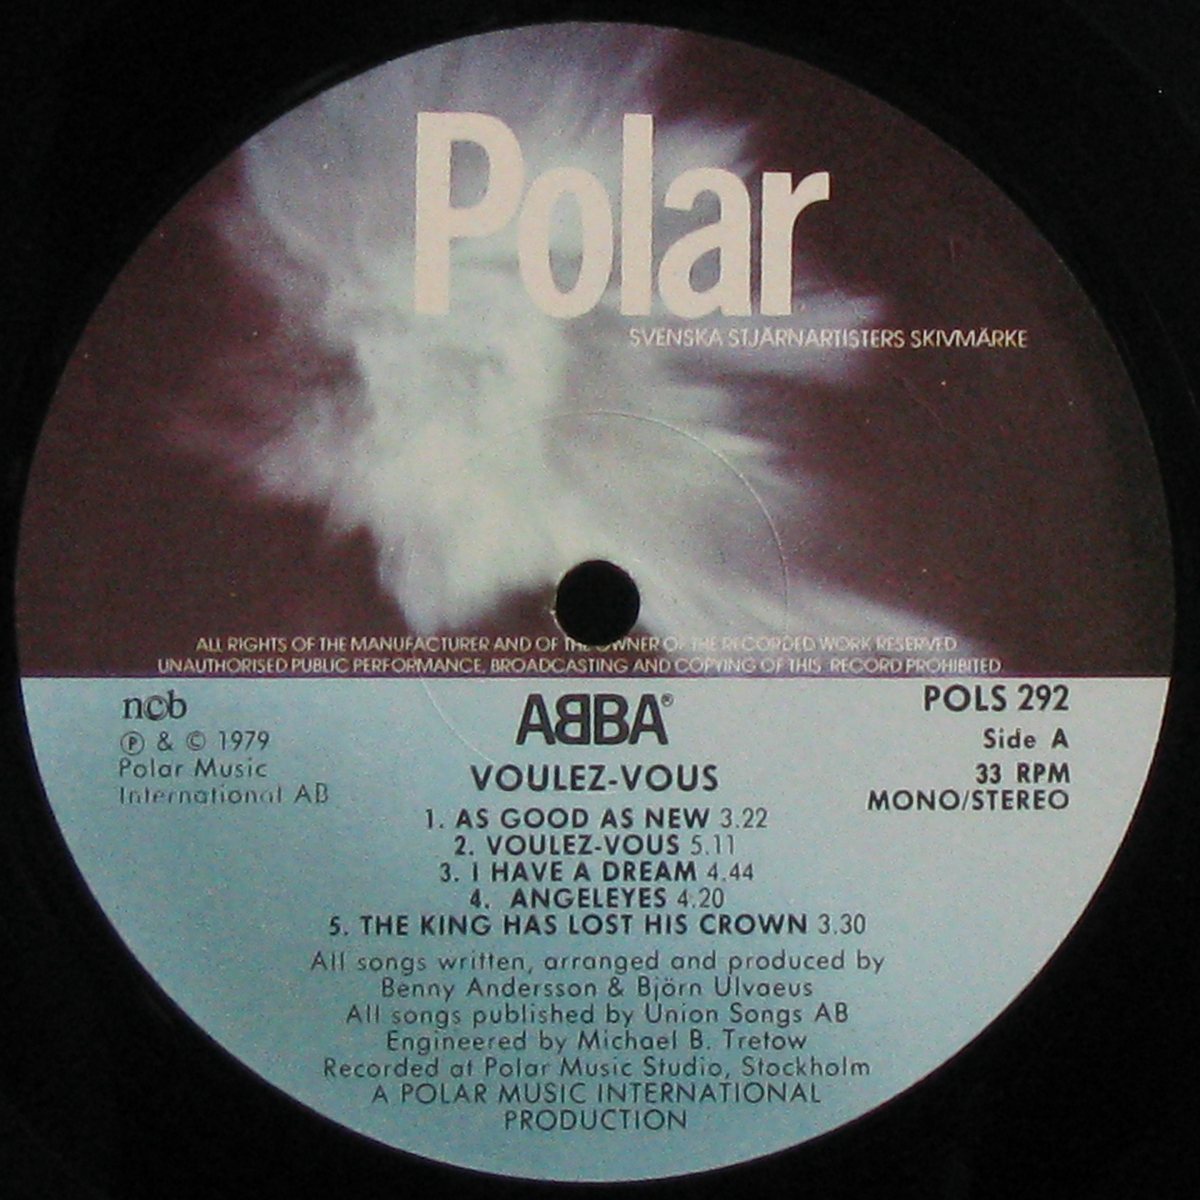 Polar
SVENSKA STJÄRNARTISTERS SKIVMÄRKE
ALL RIGHTS OF THE MANUFACTURER AND OF THE OWNER OF THE RECORDED WORK RESERVED
UNAUTHORISED PUBLIC PERFORMANCE, BROADCASTING AND COPYING OF THIS RECORD PROHIBITED
ncb
Ⓟ & © 1979
Polar Music
International AB
ABBA®
VOULEZ-VOUS
POLS 292
Side A
33 RPM
MONO/STEREO
1. AS GOOD AS NEW 3.22
2. VOULEZ-VOUS 5.11
3. I HAVE A DREAM 4.44
4. ANGELEYES 4.20
5. THE KING HAS LOST HIS CROWN 3.30
All songs written, arranged and produced by
Benny Andersson & Björn Ulvaeus
All songs published by Union Songs AB
Engineered by Michael B. Tretow
Recorded at Polar Music Studio, Stockholm
A POLAR MUSIC INTERNATIONAL
PRODUCTION